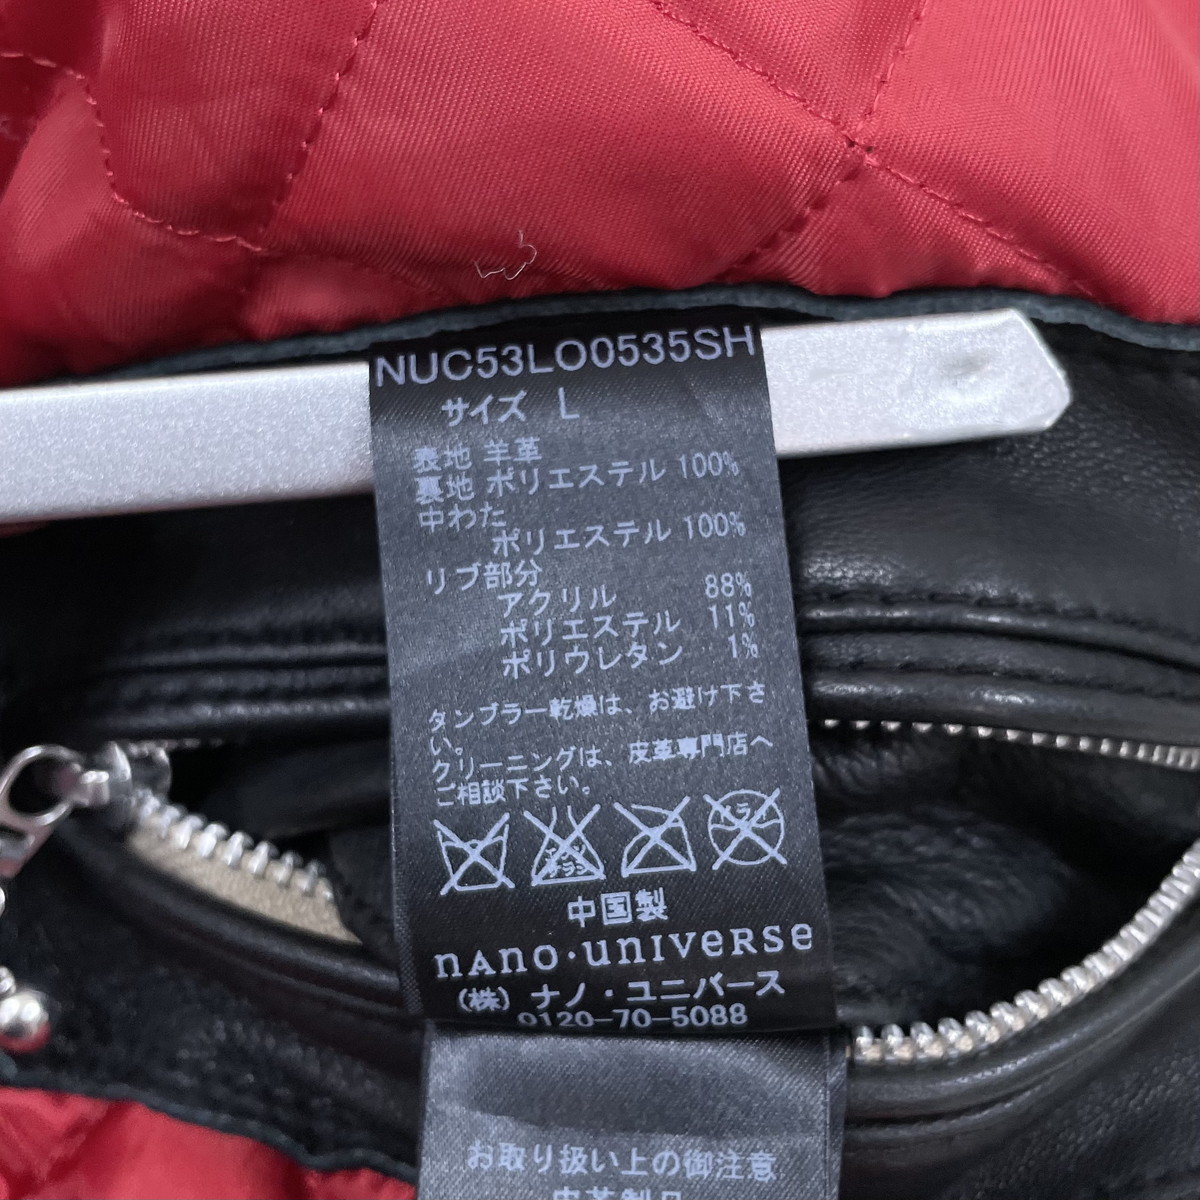 NUC53LO0535SH
サイズ L
表地 羊革
裏地 ポリエステル 100%
中わた
ポリエステル 100%
リブ部分
アクリル 88%
ポリエステル 11%
ポリウレタン 1%
タンブラー乾燥は、お避け下さ
い。
クリーニングは、皮革専門店へ
ご相談下さい。
中国製
nano・universe
(株) ナノ・ユニバース
0120-70-5088
お取り扱い上の御注意